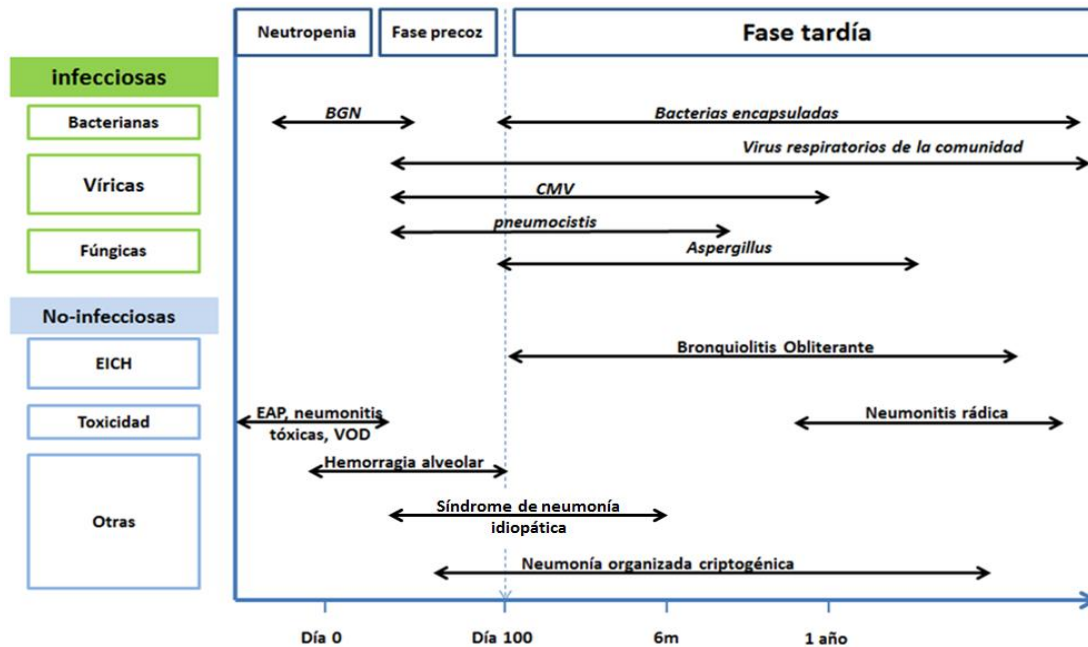 Neutropenia
Fase precoz
Fase tardía
infecciosas
Bacterianas
BGN
Bacterias encapsuladas
Virus respiratorios de la comunidad
Víricas
CMV
pneumocistis
Fúngicas
Aspergillus
No-infecciosas
EICH
Bronquiolitis Obliterante
Toxicidad
EAP, neumonitis
tóxicas, VOD
Neumonitis rádica
Hemorragia alveolar
Otras
Síndrome de neumonía
idiopática
Neumonía organizada criptogénica
Día 0
Día 100
6m
1 año